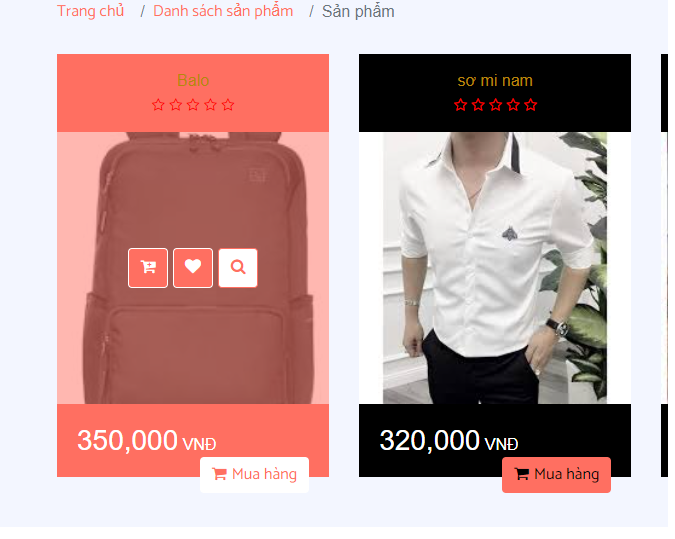 Trang chủ / Danh sách sản phẩm / Sản phẩm
Balo
350,000 VNĐ
Mua hàng
sơ mi nam
320,000 VNĐ
Mua hàng